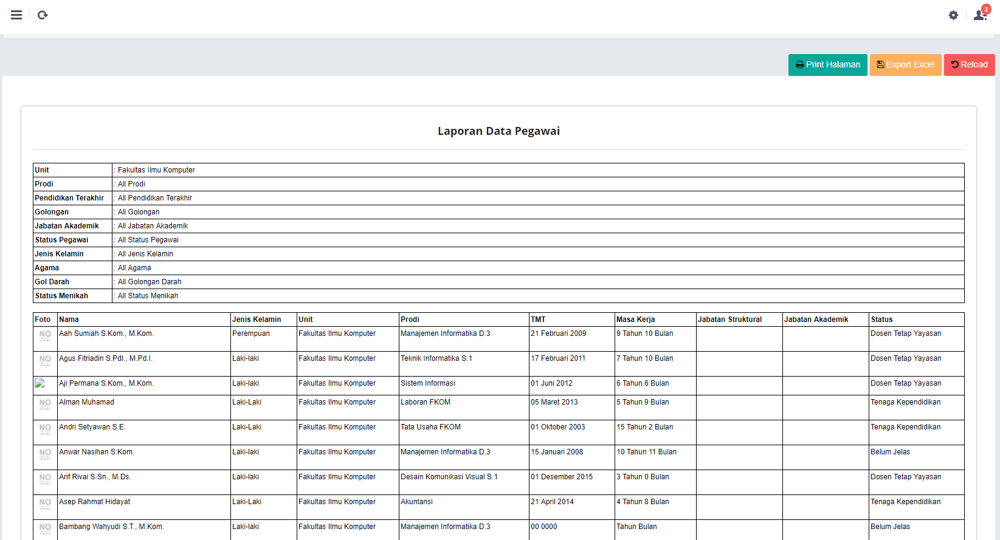 2
Print Halaman Export Excel Reload
Laporan Data Pegawai
Unit : Fakultas Ilmu Komputer
Prodi : All Prodi
Pendidikan Terakhir : All Pendidikan Terakhir
Golongan : All Golongan
Jabatan Akademik : All Jabatan Akademik
Status Pegawai : All Status Pegawai
Jenis Kelamin : All Jenis Kelamin
Agama : All Agama
Gol Darah : All Golongan Darah
Status Menikah : All Status Menikah
Foto Nama Jenis Kelamin Unit Prodi TMT Masa Kerja Jabatan Struktural Jabatan Akademik Status
NO Aah Sumiah S.Kom., M.Kom. Perempuan Fakultas Ilmu Komputer Manajemen Informatika D.3 21 Februari 2009 9 Tahun 10 Bulan Dosen Tetap Yayasan
NO Agus Fitriadin S.PdI., M.Pd.I. Laki-laki Fakultas Ilmu Komputer Teknik Informatika S.1 17 Februari 2011 7 Tahun 10 Bulan Dosen Tetap Yayasan
Aji Permana S.Kom., M.Kom. Laki-laki Fakultas Ilmu Komputer Sistem Informasi 01 Juni 2012 6 Tahun 6 Bulan Dosen Tetap Yayasan
NO Alman Muhamad Laki-Laki Fakultas Ilmu Komputer Laboran FKOM 05 Maret 2013 5 Tahun 9 Bulan Tenaga Kependidikan
NO Andri Setyawan S.E. Laki-Laki Fakultas Ilmu Komputer Tata Usaha FKOM 01 Oktober 2003 15 Tahun 2 Bulan Tenaga Kependidikan
NO Anwar Nasihan S.Kom. Laki-laki Fakultas Ilmu Komputer Manajemen Informatika D.3 15 Januari 2008 10 Tahun 11 Bulan Belum Jelas
NO Arif Rivai S.Sn., M.Ds. Laki-laki Fakultas Ilmu Komputer Desain Komunikasi Visual S.1 01 Desember 2015 3 Tahun 0 Bulan Dosen Tetap Yayasan
NO Asep Rahmat Hidayat Laki-Laki Fakultas Ilmu Komputer Akuntansi 21 April 2014 4 Tahun 8 Bulan Tenaga Kependidikan
NO Bambang Wahyudi S.T., M.Kom. Laki-laki Fakultas Ilmu Komputer Manajemen Informatika D.3 00 0000 Tahun Bulan Belum Jelas